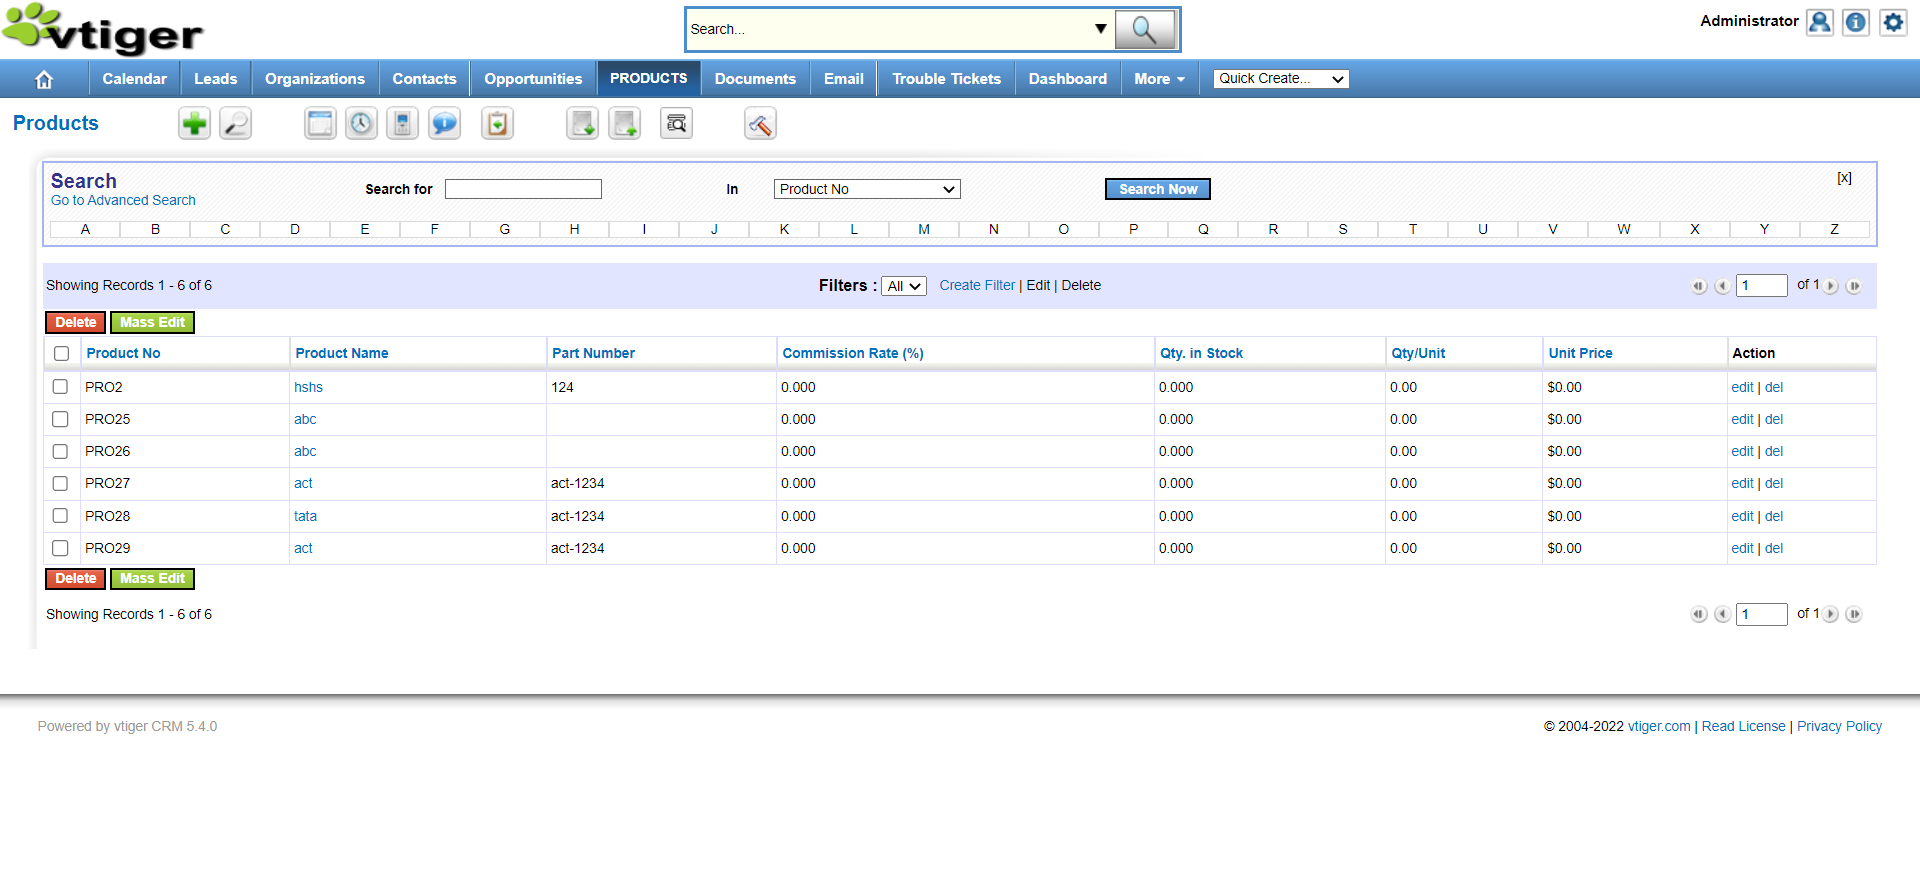 vtiger
Search...
Administrator
Calendar Leads Organizations Contacts Opportunities PRODUCTS Documents Email Trouble Tickets Dashboard More Quick Create...
Products
Search
Go to Advanced Search
Search for In Product No Search Now [x]
A B C D E F G H I J K L M N O P Q R S T U V W X Y Z
Showing Records 1 - 6 of 6 Filters : All Create Filter | Edit | Delete 1 of 1
Delete Mass Edit
Product No Product Name Part Number Commission Rate (%) Qty. in Stock Qty/Unit Unit Price Action
PRO2 hshs 124 0.000 0.000 0.00 $0.00 edit | del
PRO25 abc 0.000 0.000 0.00 $0.00 edit | del
PRO26 abc 0.000 0.000 0.00 $0.00 edit | del
PRO27 act act-1234 0.000 0.000 0.00 $0.00 edit | del
PRO28 tata act-1234 0.000 0.000 0.00 $0.00 edit | del
PRO29 act act-1234 0.000 0.000 0.00 $0.00 edit | del
Delete Mass Edit
Showing Records 1 - 6 of 6 1 of 1
Powered by vtiger CRM 5.4.0 © 2004-2022 vtiger.com | Read License | Privacy Policy